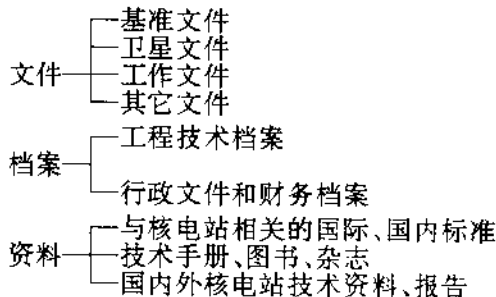 文件
基准文件
卫星文件
工作文件
其它文件
档案
工程技术档案
行政文件和财务档案
资料
与核电站相关的国际、国内标准
技术手册、图书、杂志
国内外核电站技术资料、报告